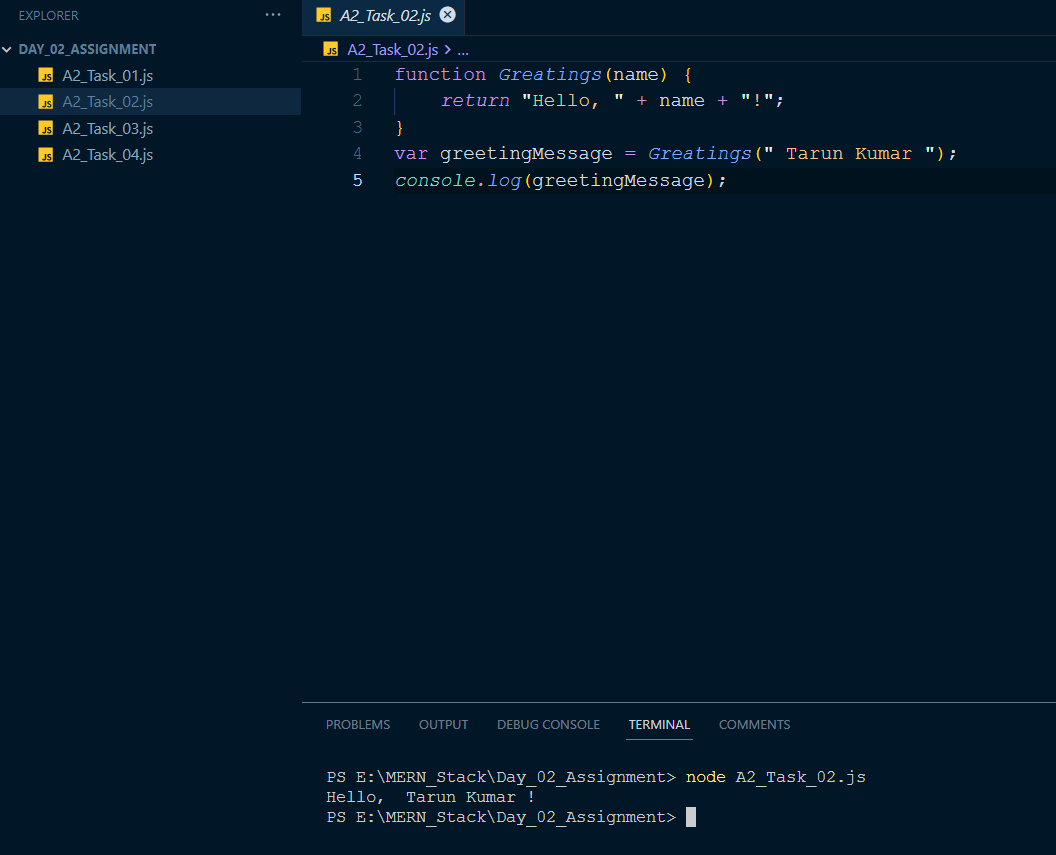 EXPLORER ...
DAY_02_ASSIGNMENT
JS A2_Task_01.js
JS A2_Task_02.js
JS A2_Task_03.js
JS A2_Task_04.js
JS A2_Task_02.js
JS A2_Task_02.js > ...
1 function Greatings(name) {
2 return "Hello, " + name + "!";
3 }
4 var greetingMessage = Greatings(" Tarun Kumar ");
5 console.log(greetingMessage);
PROBLEMS OUTPUT DEBUG CONSOLE TERMINAL COMMENTS
PS E:\MERN_Stack\Day_02_Assignment> node A2_Task_02.js
Hello,  Tarun Kumar !
PS E:\MERN_Stack\Day_02_Assignment>